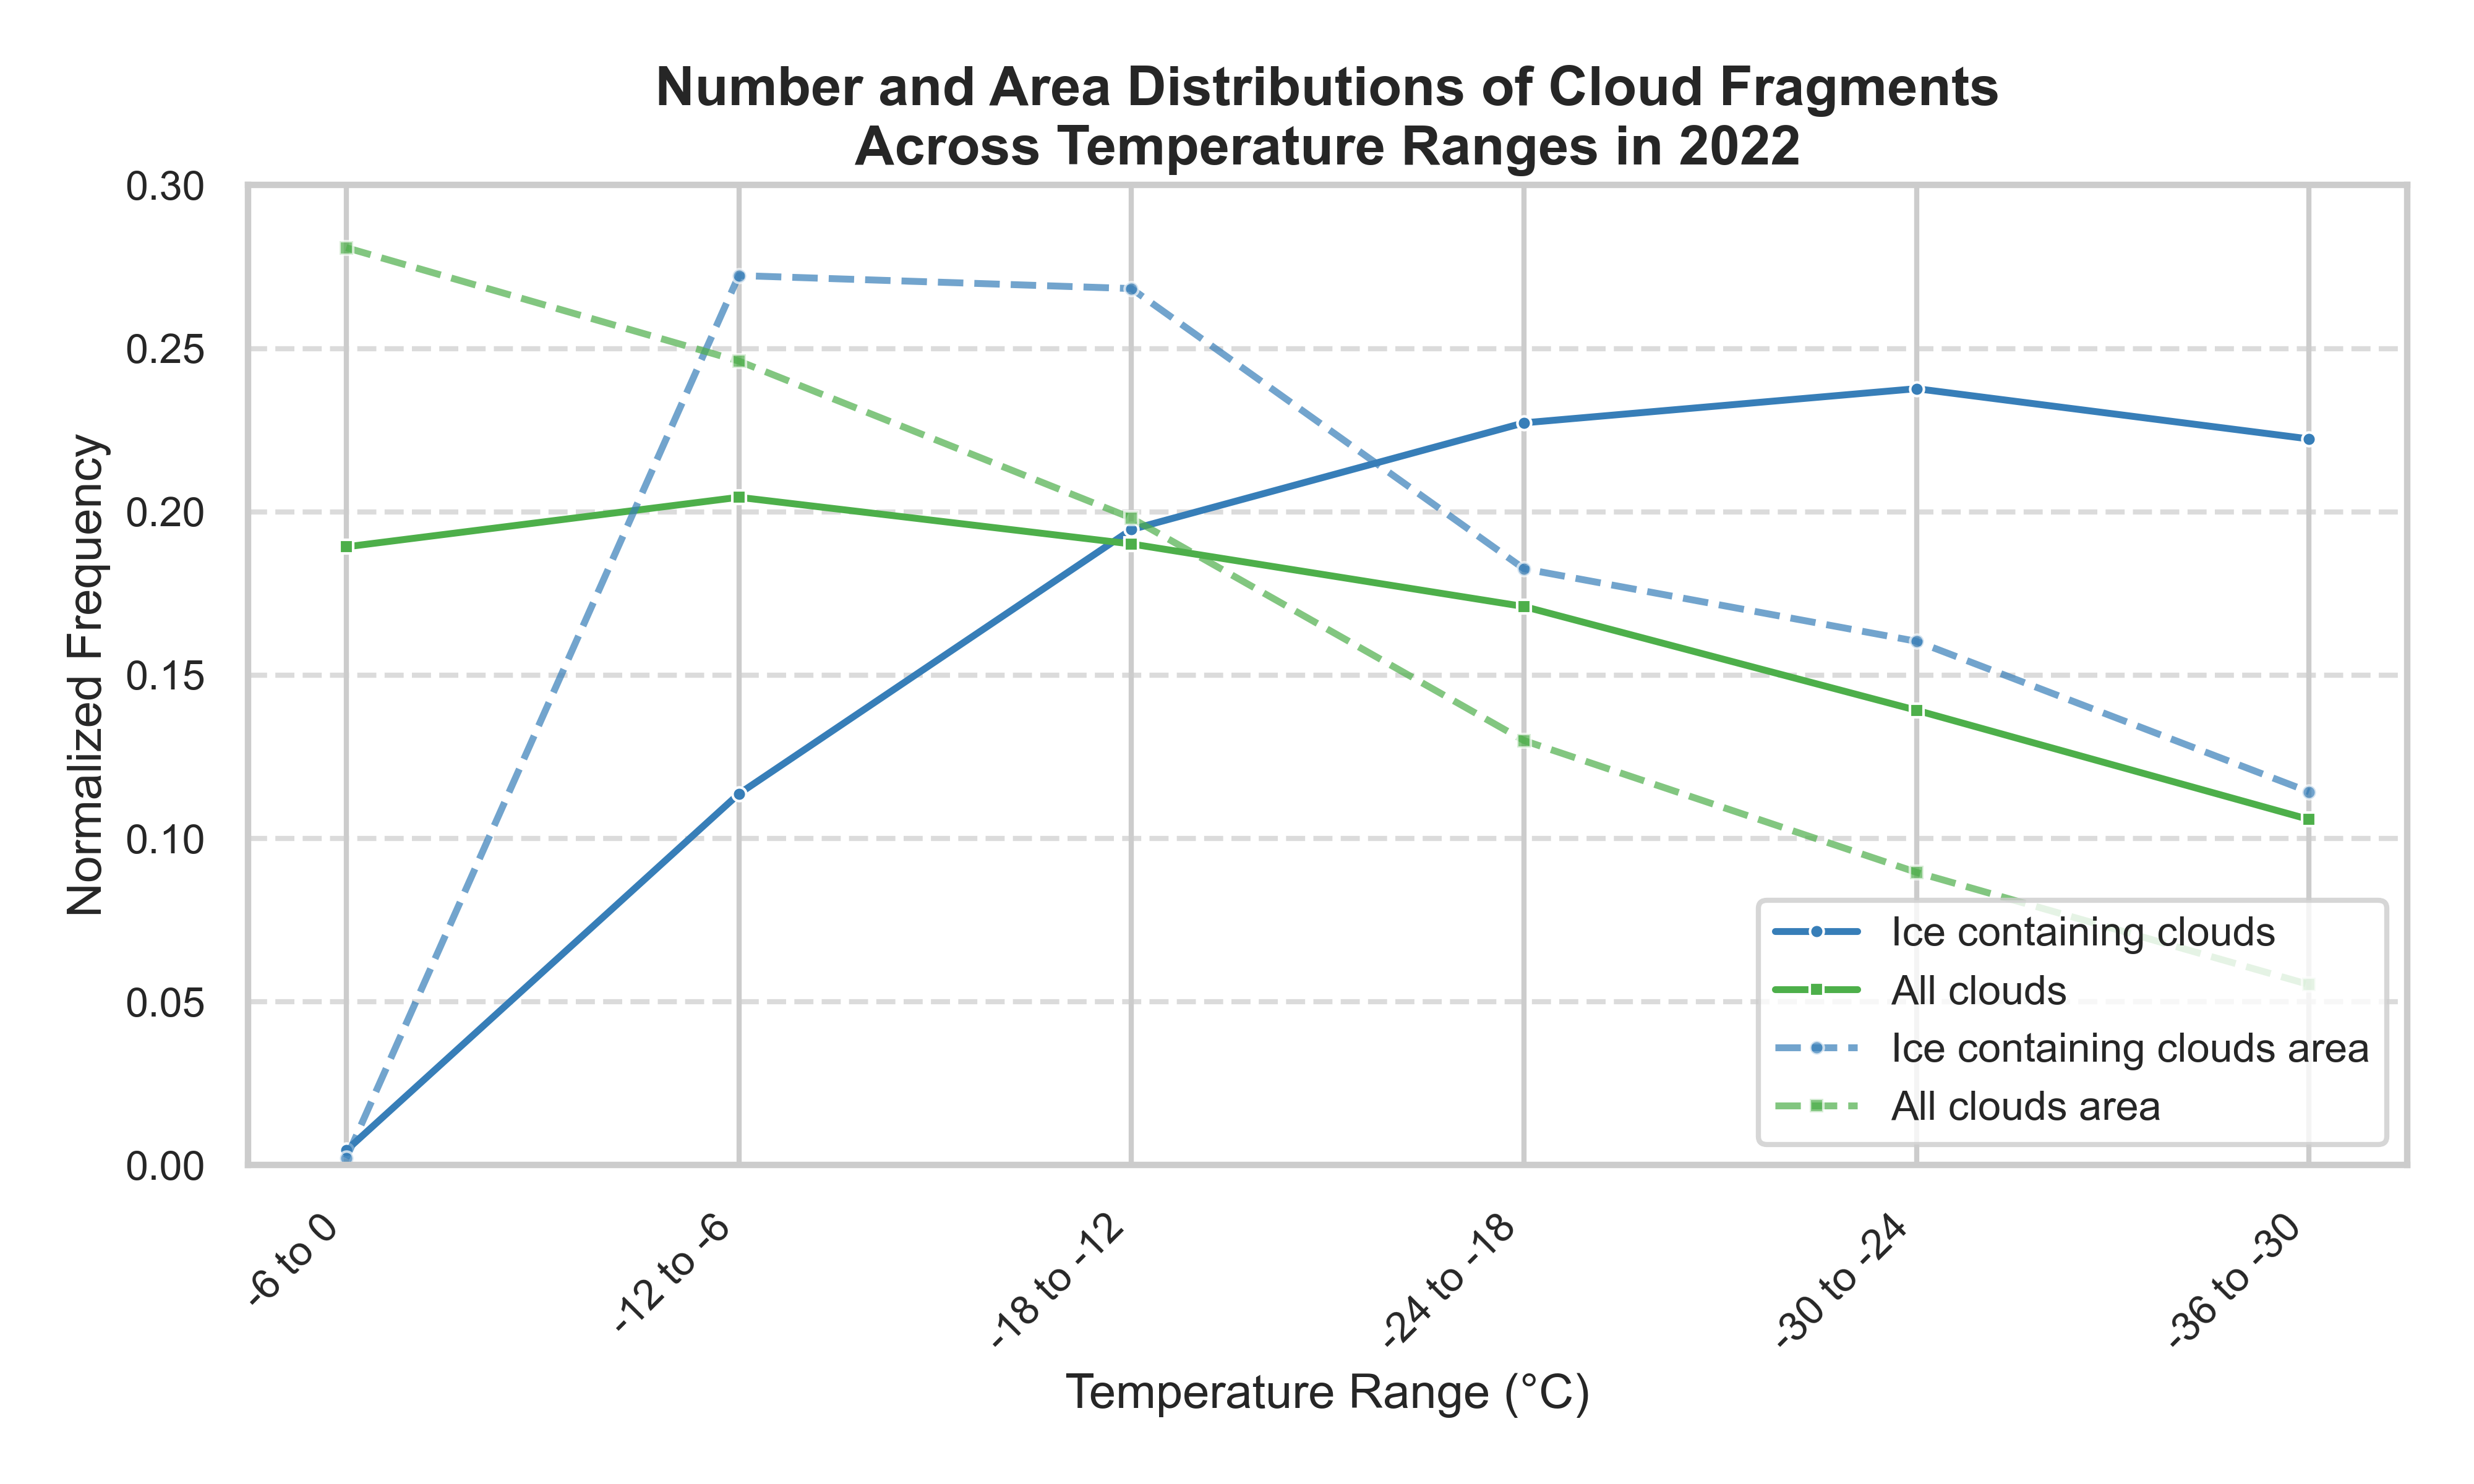 Number and Area Distributions of Cloud Fragments
Across Temperature Ranges in 2022
0.30
0.25
0.20
0.15
0.10
0.05
0.00
Normalized Frequency
Ice containing clouds
All clouds
Ice containing clouds area
All clouds area
-6 to 0
-12 to -6
-18 to -12
-24 to -18
-30 to -24
-36 to -30
Temperature Range (°C)